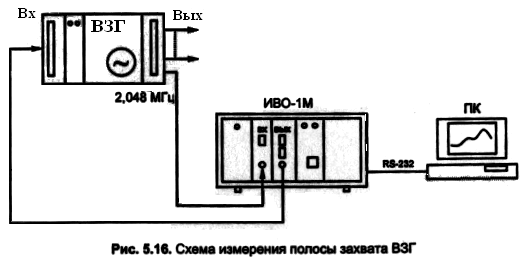 Вх
ВЗГ
Вых
2,048 МГц
ИВО-1М
ВХ
ВЫХ
ПК
RS-232
Рис. 5.16. Схема измерения полосы захвата ВЗГ